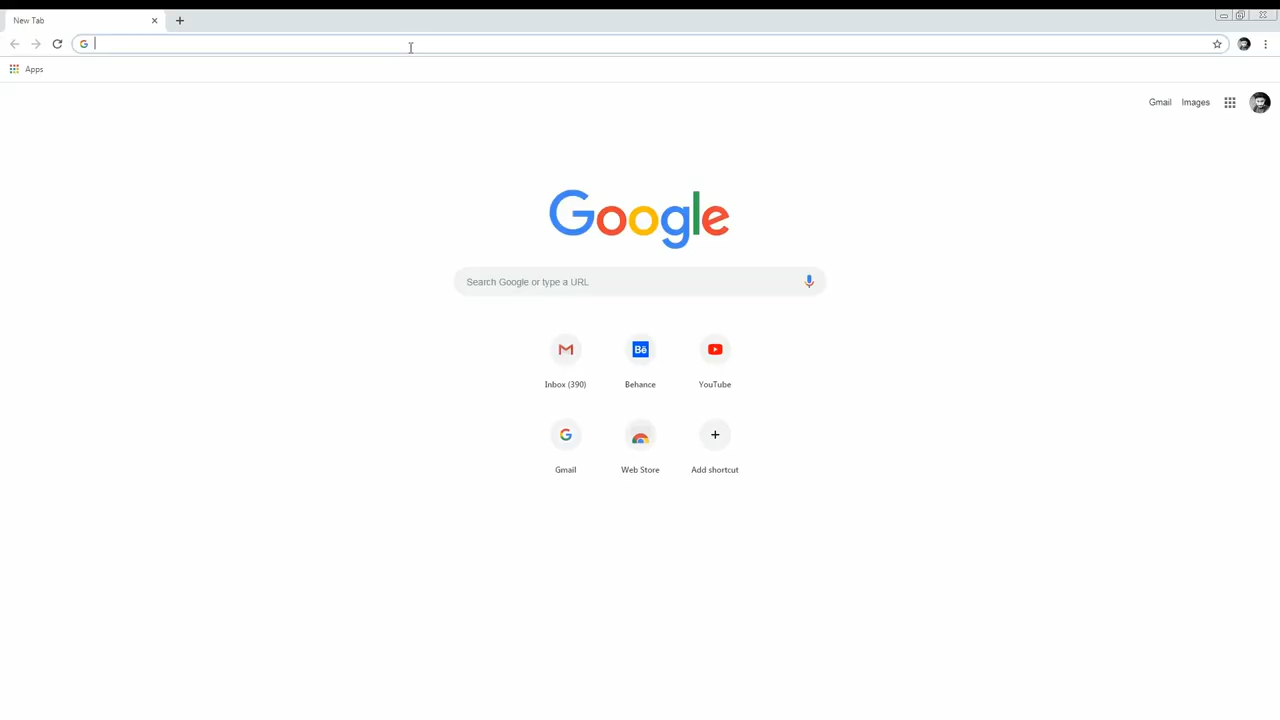 New Tab
Apps
Gmail Images
Google
Search Google or type a URL
Inbox (390) Behance YouTube
Gmail Web Store Add shortcut